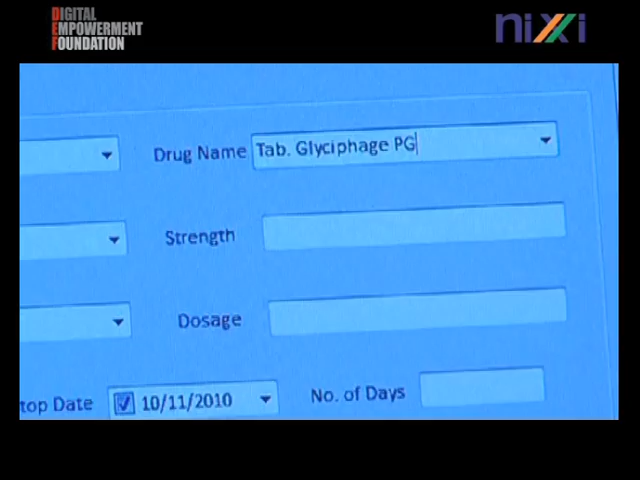 DIGITAL
EMPOWERMENT
FOUNDATION
nixi
Drug Name Tab. Glyciphage PG
Strength
Dosage
top Date 10/11/2010 No. of Days